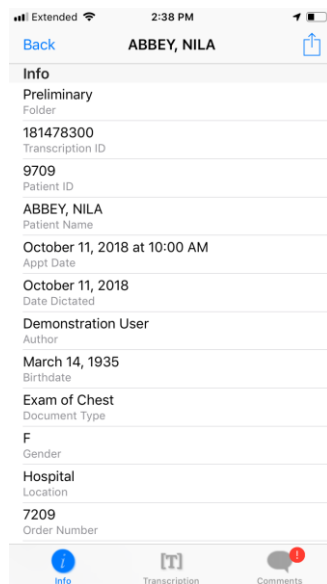 Extended 2:38 PM
Back ABBEY, NILA
Info
Preliminary
Folder
181478300
Transcription ID
9709
Patient ID
ABBEY, NILA
Patient Name
October 11, 2018 at 10:00 AM
Appt Date
October 11, 2018
Date Dictated
Demonstration User
Author
March 14, 1935
Birthdate
Exam of Chest
Document Type
F
Gender
Hospital
Location
7209
Order Number
i [T] !
Info Transcription Comments